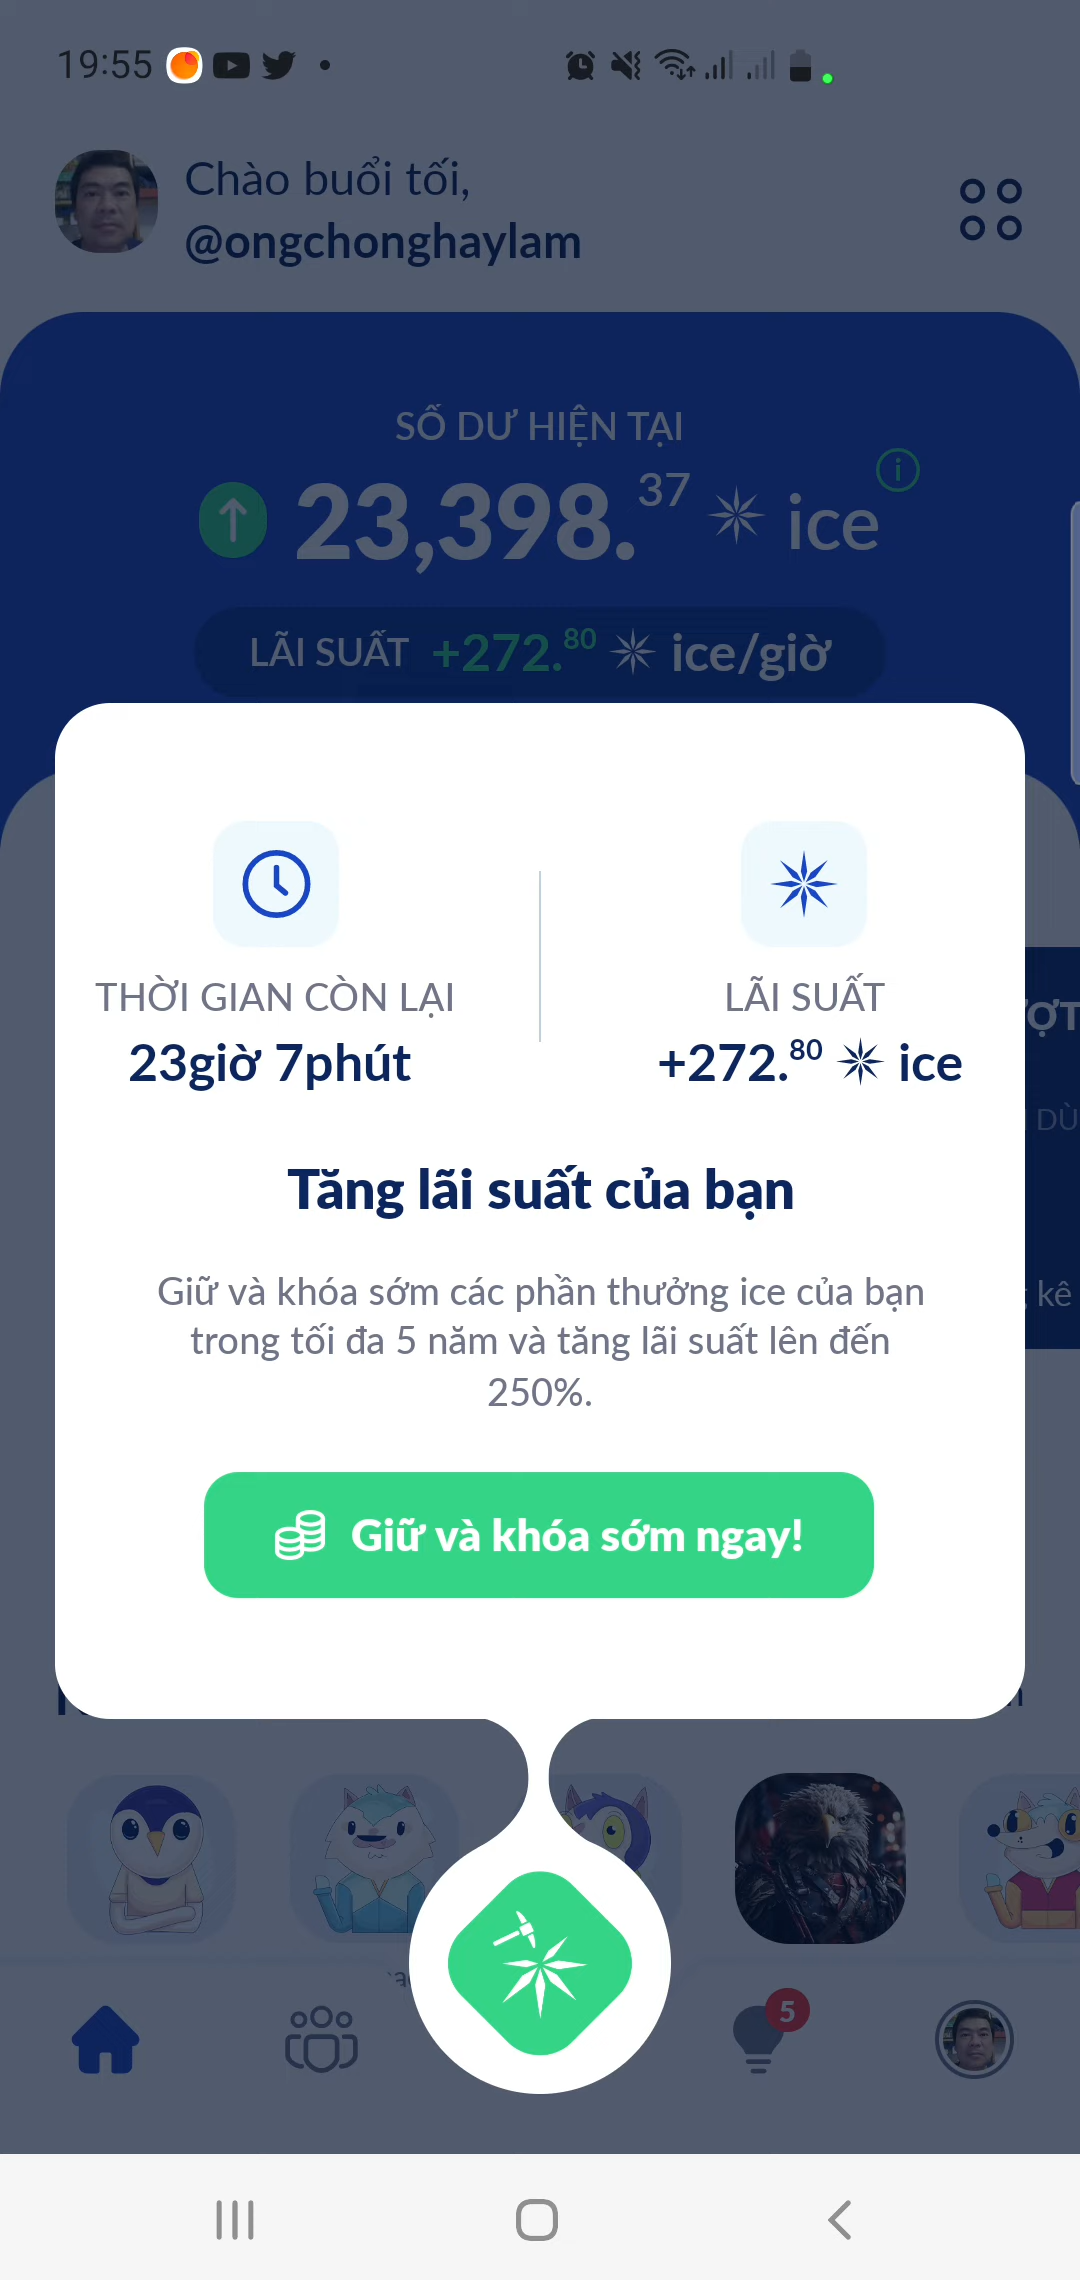 19:55
Chào buổi tối,
@ongchonghaylam
SỐ DƯ HIỆN TẠI
23,398.37 ice
LÃI SUẤT +272.80 ice/giờ
THỜI GIAN CÒN LẠI
23giờ 7phút
LÃI SUẤT
+272.80 ice
Tăng lãi suất của bạn
Giữ và khóa sớm các phần thưởng ice của bạn
trong tối đa 5 năm và tăng lãi suất lên đến
250%.
Giữ và khóa sớm ngay!
kê
5